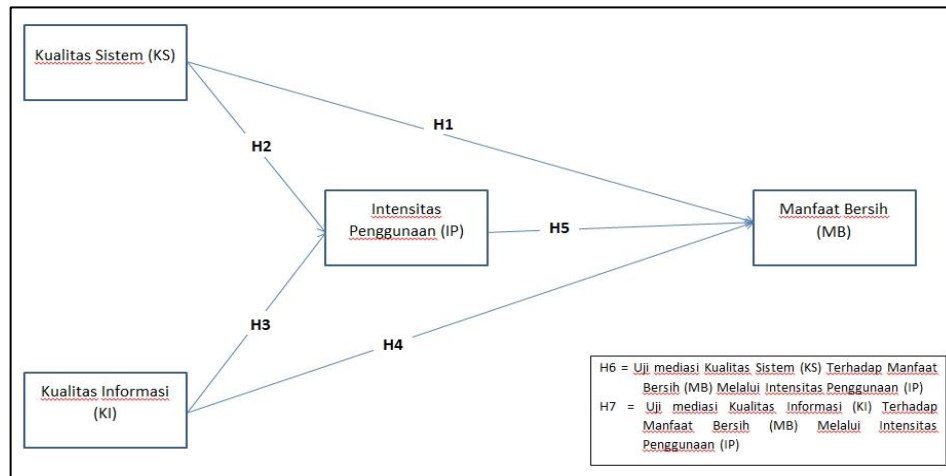 Kualitas Sistem (KS)
H1
H2
Intensitas
Penggunaan (IP)
H5
Manfaat Bersih
(MB)
H3
H4
Kualitas Informasi
(KI)
H6 = Uji mediasi Kualitas Sistem (KS) Terhadap Manfaat
Bersih (MB) Melalui Intensitas Penggunaan (IP)
H7 = Uji mediasi Kualitas Informasi (KI) Terhadap
Manfaat Bersih (MB) Melalui Intensitas
Penggunaan (IP)